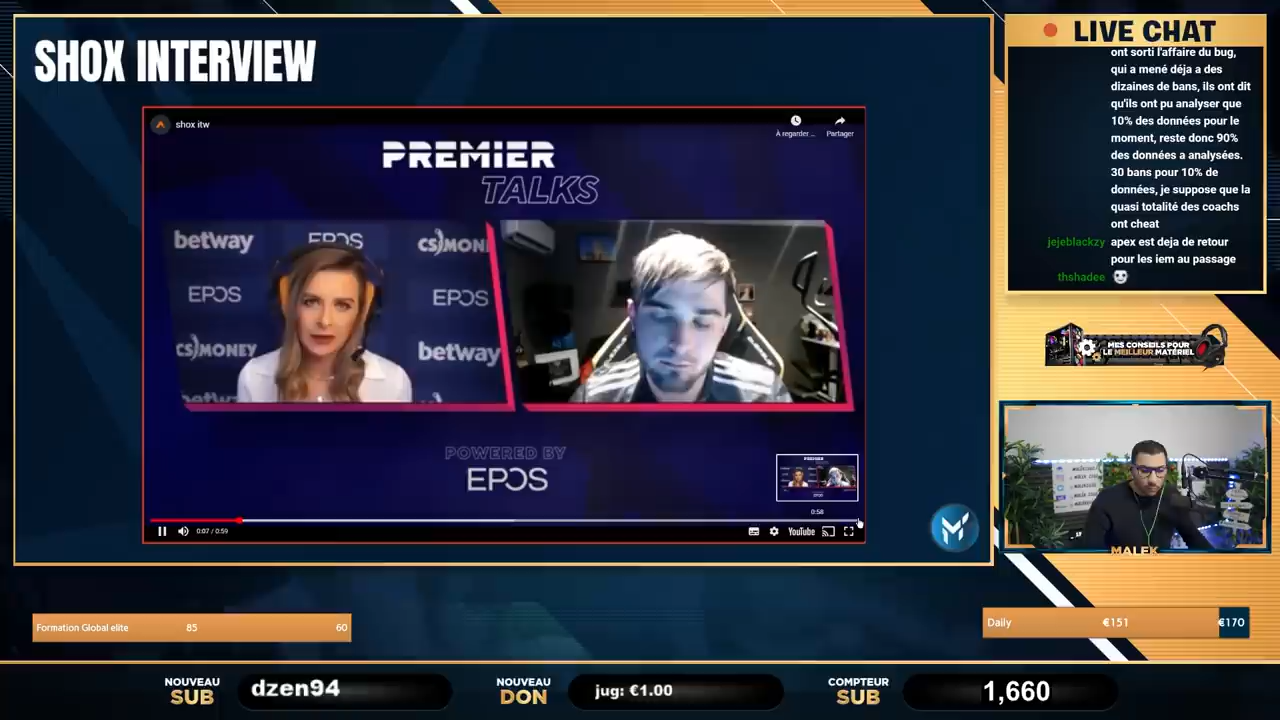 SHOX INTERVIEW
shox itw
À regarder ...
Partager
PREMIER
TALKS
betway
EPOS
CS)MONEY
EPOS
betway
CS)MON
EPOS
betway
POWERED BY
EPOS
PREMIER
0:58
0:07 / 0:59
YouTube
LIVE CHAT
ont sorti l'affaire du bug,
qui a mené déja a des
dizaines de bans, ils ont dit
qu'ils ont pu analyser que
10% des données pour le
moment, reste donc 90%
des données a analysées.
30 bans pour 10% de
données, je suppose que la
quasi totalité des coachs
ont cheat
jejeblackzy apex est deja de retour
pour les iem au passage
thshadee
MES CONSEILS POUR
LE MEILLEUR MATÉRIEL
MALEK
Formation Global elite 85 60
Daily €151 €170
NOUVEAU
SUB
dzen94
NOUVEAU
DON
jug: €1.00
COMPTEUR
SUB
1,660